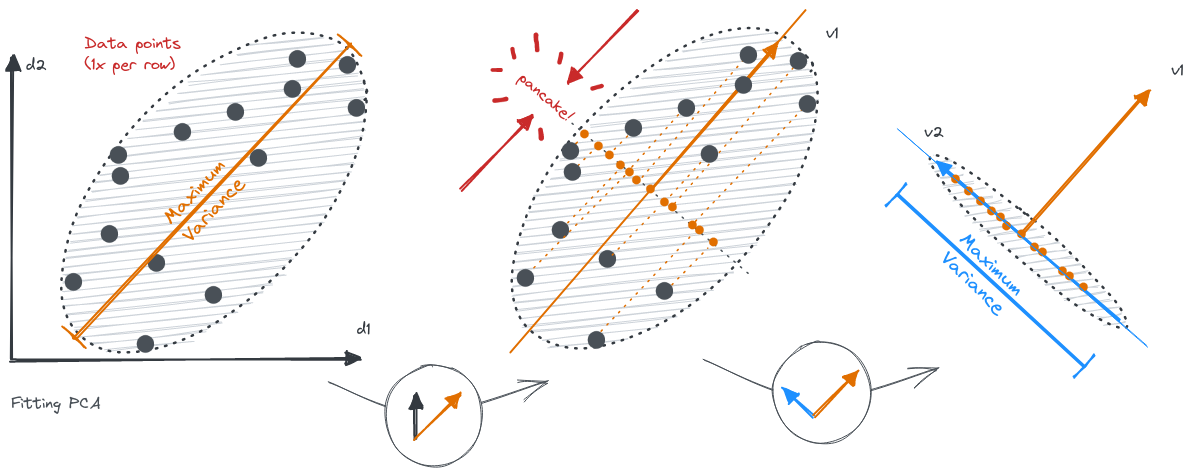 Data points
(1x per row)
d2
Maximum
Variance
d1
Fitting PCA
pancake!
v1
v2
v1
Maximum
Variance